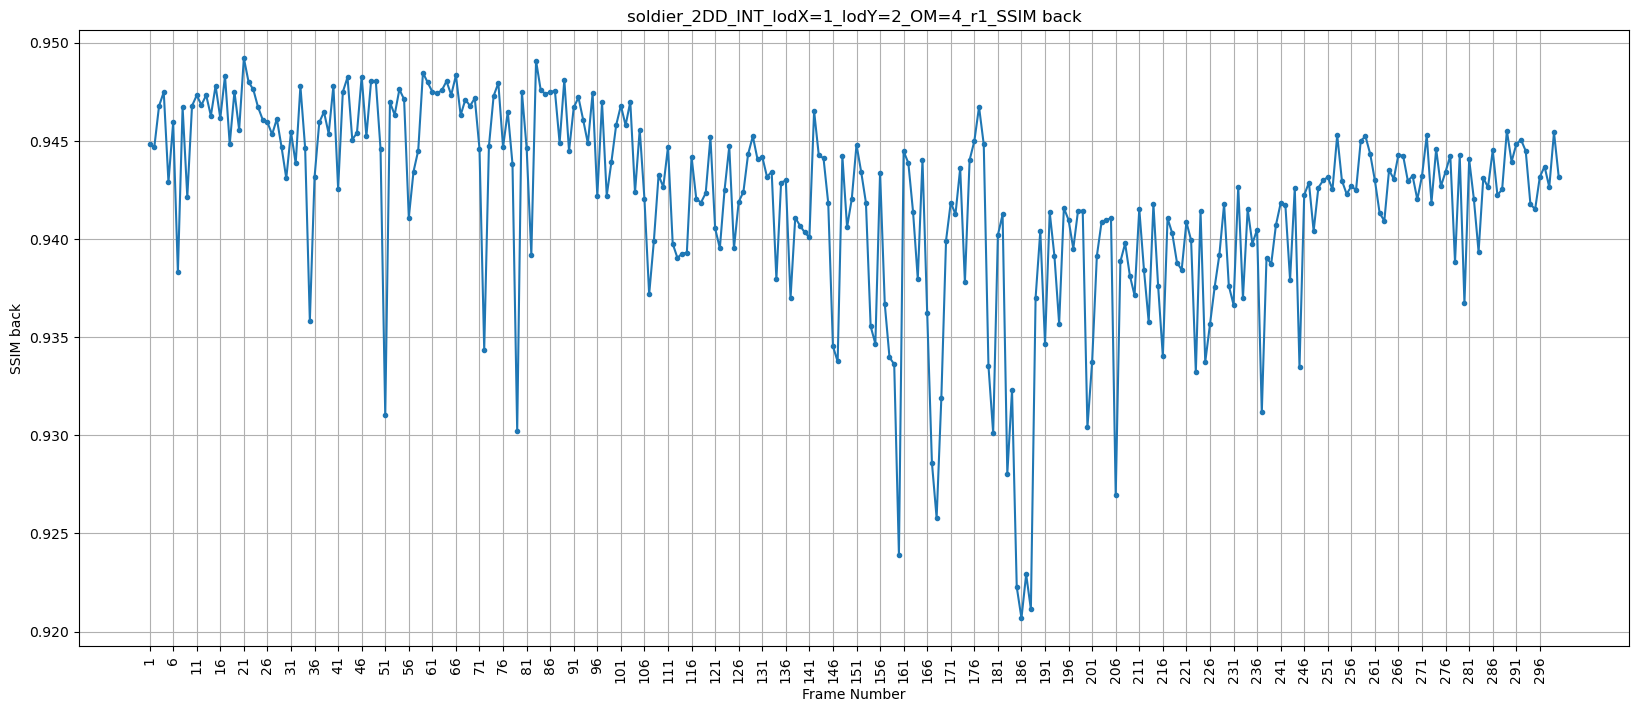 soldier_2DD_INT_lodX=1_lodY=2_OM=4_r1_SSIM back
SSIM back
0.950
0.945
0.940
0.935
0.930
0.925
0.920
1 6 11 16 21 26 31 36 41 46 51 56 61 66 71 76 81 86 91 96 101 106 111 116 121 126 131 136 141 146 151 156 161 166 171 176 181 186 191 196 201 206 211 216 221 226 231 236 241 246 251 256 261 266 271 276 281 286 291 296
Frame Number